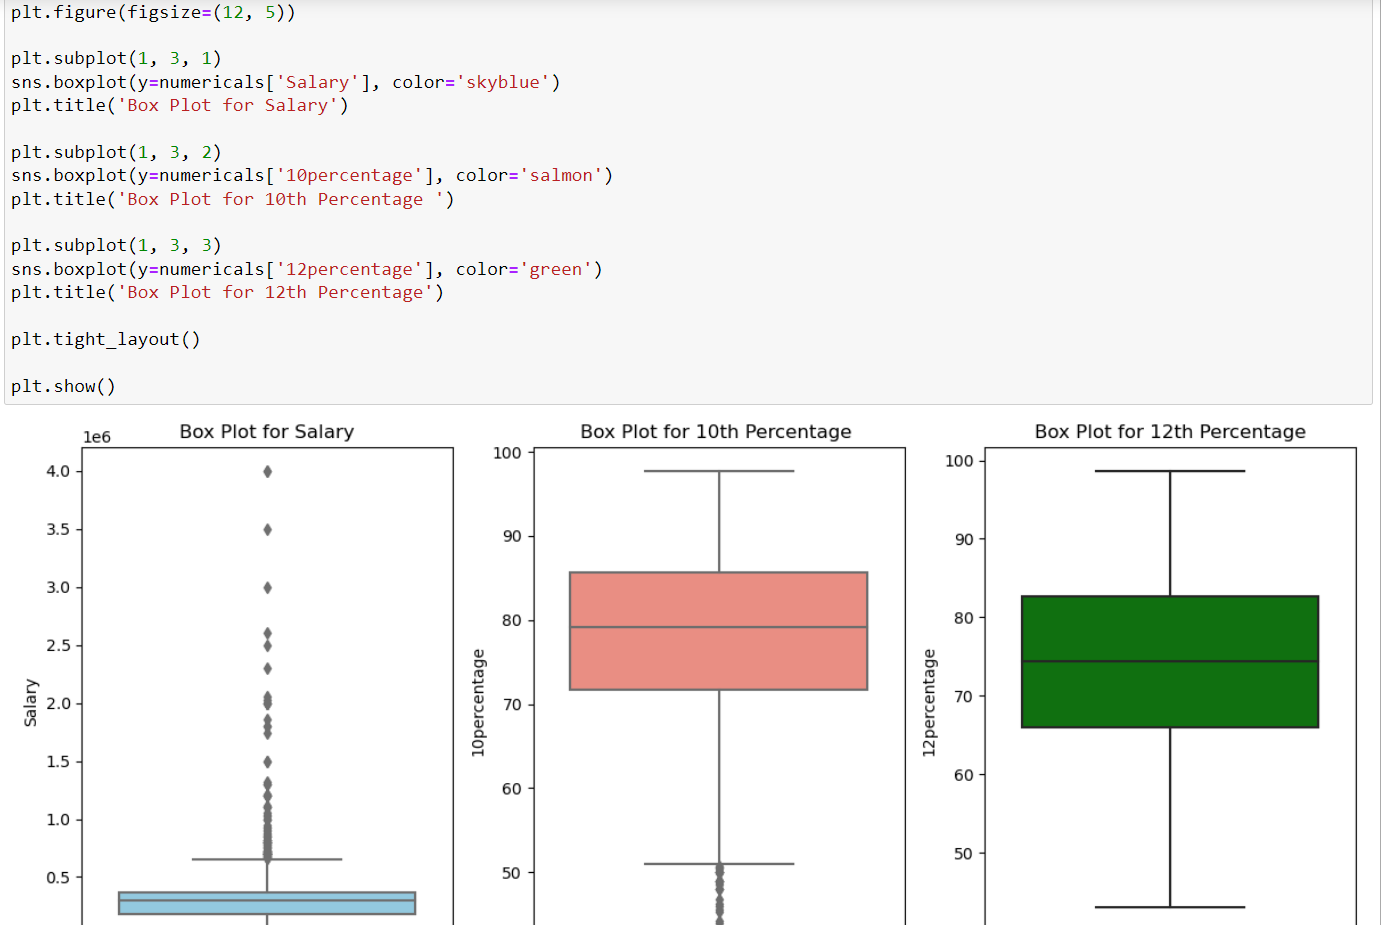 plt.figure(figsize=(12, 5))
plt.subplot(1, 3, 1)
sns.boxplot(y=numericals['Salary'], color='skyblue')
plt.title('Box Plot for Salary')
plt.subplot(1, 3, 2)
sns.boxplot(y=numericals['10percentage'], color='salmon')
plt.title('Box Plot for 10th Percentage ')
plt.subplot(1, 3, 3)
sns.boxplot(y=numericals['12percentage'], color='green')
plt.title('Box Plot for 12th Percentage')
plt.tight_layout()
plt.show()
Box Plot for Salary
1e6
4.0
3.5
3.0
2.5
2.0
1.5
1.0
0.5
Salary
Box Plot for 10th Percentage
100
90
80
70
60
50
10percentage
Box Plot for 12th Percentage
100
90
80
70
60
50
12percentage